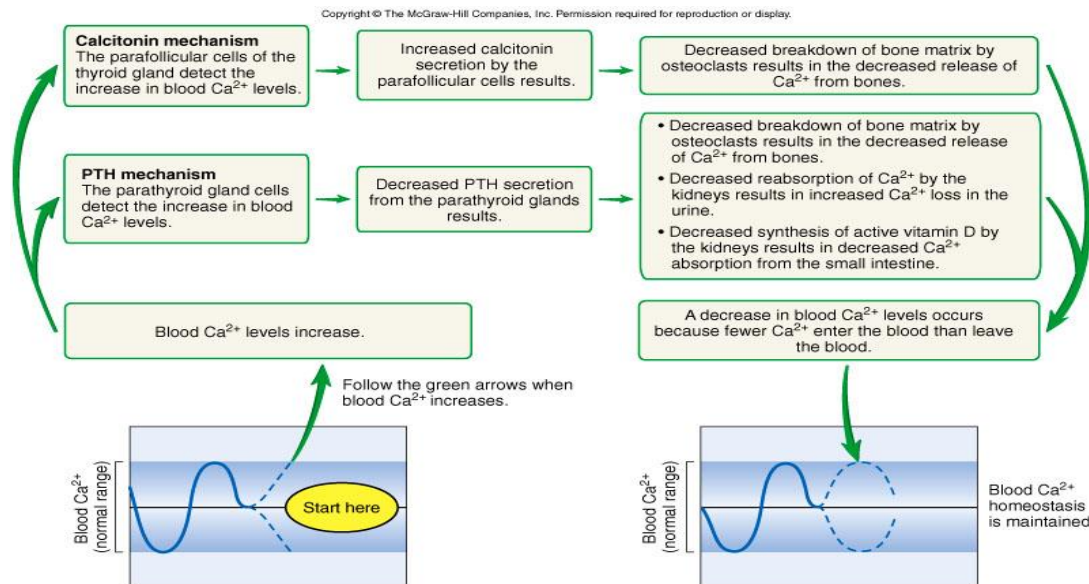 Copyright © The McGraw-Hill Companies, Inc. Permission required for reproduction or display.
Calcitonin mechanism
The parafollicular cells of the
thyroid gland detect the
increase in blood Ca²⁺ levels.
Increased calcitonin
secretion by the
parafollicular cells results.
Decreased breakdown of bone matrix by
osteoclasts results in the decreased release of
Ca²⁺ from bones.
PTH mechanism
The parathyroid gland cells
detect the increase in blood
Ca²⁺ levels.
Decreased PTH secretion
from the parathyroid glands
results.
• Decreased breakdown of bone matrix by
osteoclasts results in the decreased release
of Ca²⁺ from bones.
• Decreased reabsorption of Ca²⁺ by the
kidneys results in increased Ca²⁺ loss in the
urine.
• Decreased synthesis of active vitamin D by
the kidneys results in decreased Ca²⁺
absorption from the small intestine.
Blood Ca²⁺ levels increase.
A decrease in blood Ca²⁺ levels occurs
because fewer Ca²⁺ enter the blood than leave
the blood.
Follow the green arrows when
blood Ca²⁺ increases.
Blood Ca²⁺
(normal range)
Start here
Blood Ca²⁺
(normal range)
Blood Ca²⁺
homeostasis
is maintained